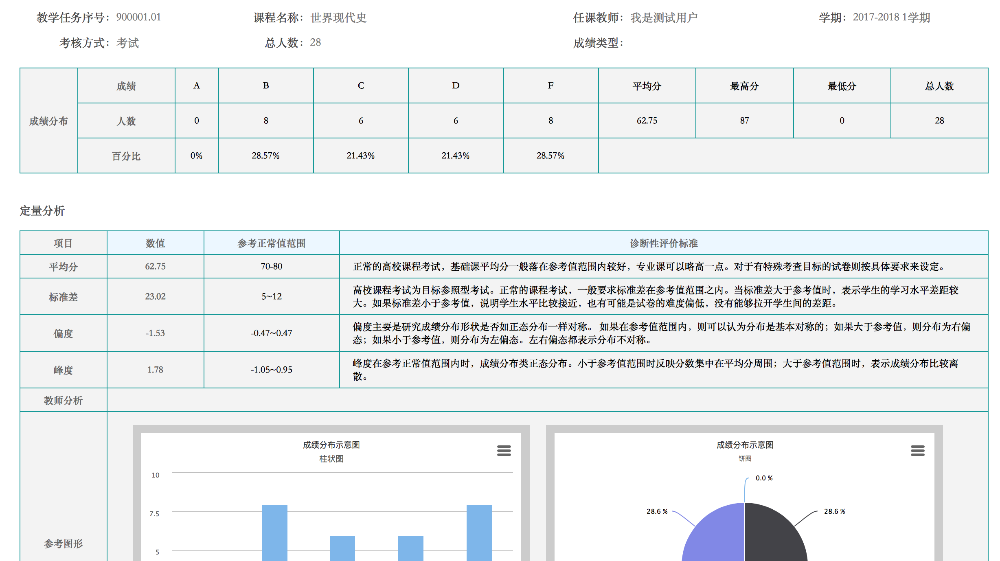 教学任务序号： 900001.01 课程名称： 世界现代史 任课教师： 我是测试用户 学期： 2017-2018 1学期
考核方式： 考试 总人数： 28 成绩类型：
成绩分布 成绩 A B C D F 平均分 最高分 最低分 总人数
人数 0 8 6 6 8 62.75 87 0 28
百分比 0% 28.57% 21.43% 21.43% 28.57%
定量分析
项目 数值 参考正常值范围 诊断性评价标准
平均分 62.75 70-80 正常的高校课程考试，基础课平均分一般落在参考值范围内较好，专业课可以略高一点。对于有特殊考查目标的试卷则按具体要求来设定。
标准差 23.02 5~12 高校课程考试为目标参照型考试。正常的课程考试，一般要求标准差在参考值范围之内。当标准差大于参考值时，表示学生的学习水平差距较
大。如果标准差小于参考值，说明学生水平比较接近，也有可能是试卷的难度偏低，没有能够拉开学生间的差距。
偏度 -1.53 -0.47~0.47 偏度主要是研究成绩分布形状是否如正态分布一样对称。 如果在参考值范围内，则可以认为分布是基本对称的；如果大于参考值，则分布为右偏
态；如果小于参考值，则分布为左偏态。左右偏态都表示分布不对称。
峰度 1.78 -1.05~0.95 峰度在参考正常值范围内时，成绩分布类正态分布。小于参考值范围时反映分数集中在平均分周围；大于参考值范围时，表示成绩分布比较离
散。
教师分析
参考图形
成绩分布示意图
柱状图
10
7.5
5
成绩分布示意图
饼图
0.0 %
28.6 %
28.6 %